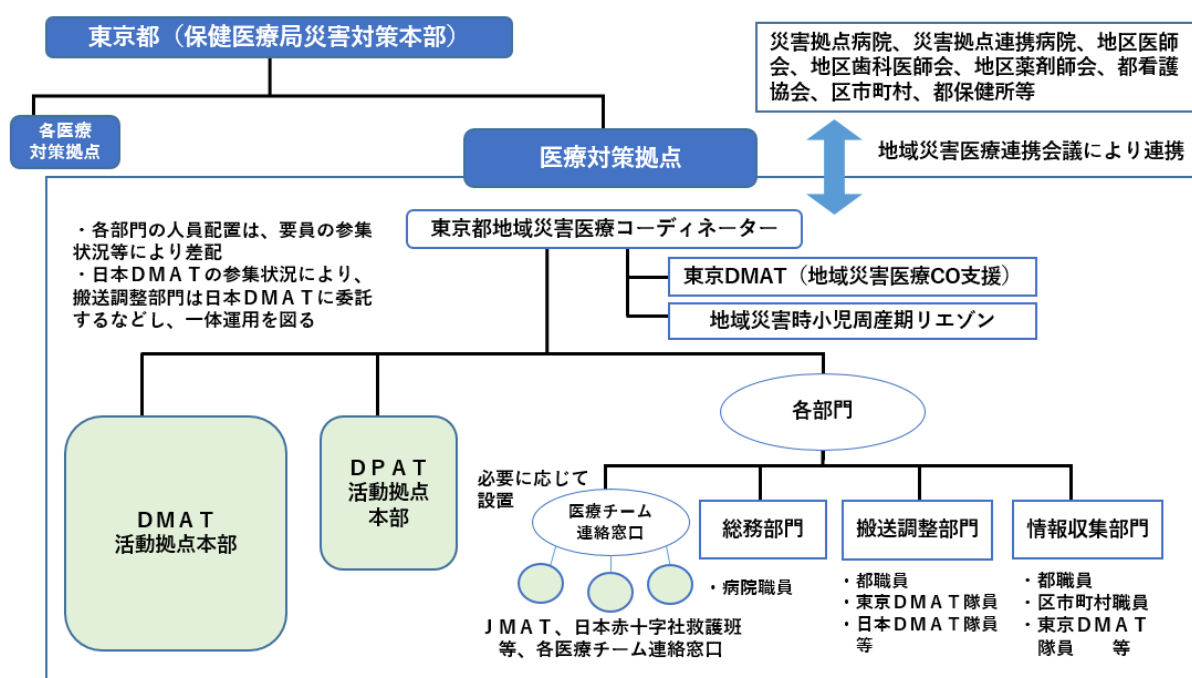 東京都（保健医療局災害対策本部）
災害拠点病院、災害拠点連携病院、地区医師
会、地区歯科医師会、地区薬剤師会、都看護
協会、区市町村、都保健所等
各医療
対策拠点
医療対策拠点
地域災害医療連携会議により連携
・各部門の人員配置は、要員の参集
状況等により差配
・日本ＤＭＡＴの参集状況により、
搬送調整部門は日本ＤＭＡＴに委託
するなどし、一体運用を図る
東京都地域災害医療コーディネーター
東京DMAT（地域災害医療CO支援）
地域災害時小児周産期リエゾン
各部門
ＤＭＡＴ
活動拠点本部
ＤＰＡＴ
活動拠点
本部
必要に応じて
設置
医療チーム
連絡窓口
総務部門
搬送調整部門
情報収集部門
ＪＭＡＴ、日本赤十字社救護班
等、各医療チーム連絡窓口
・病院職員
・都職員
・東京ＤＭＡＴ隊員
・日本ＤＭＡＴ隊員
等
・都職員
・区市町村職員
・東京ＤＭＡＴ
隊員　　等